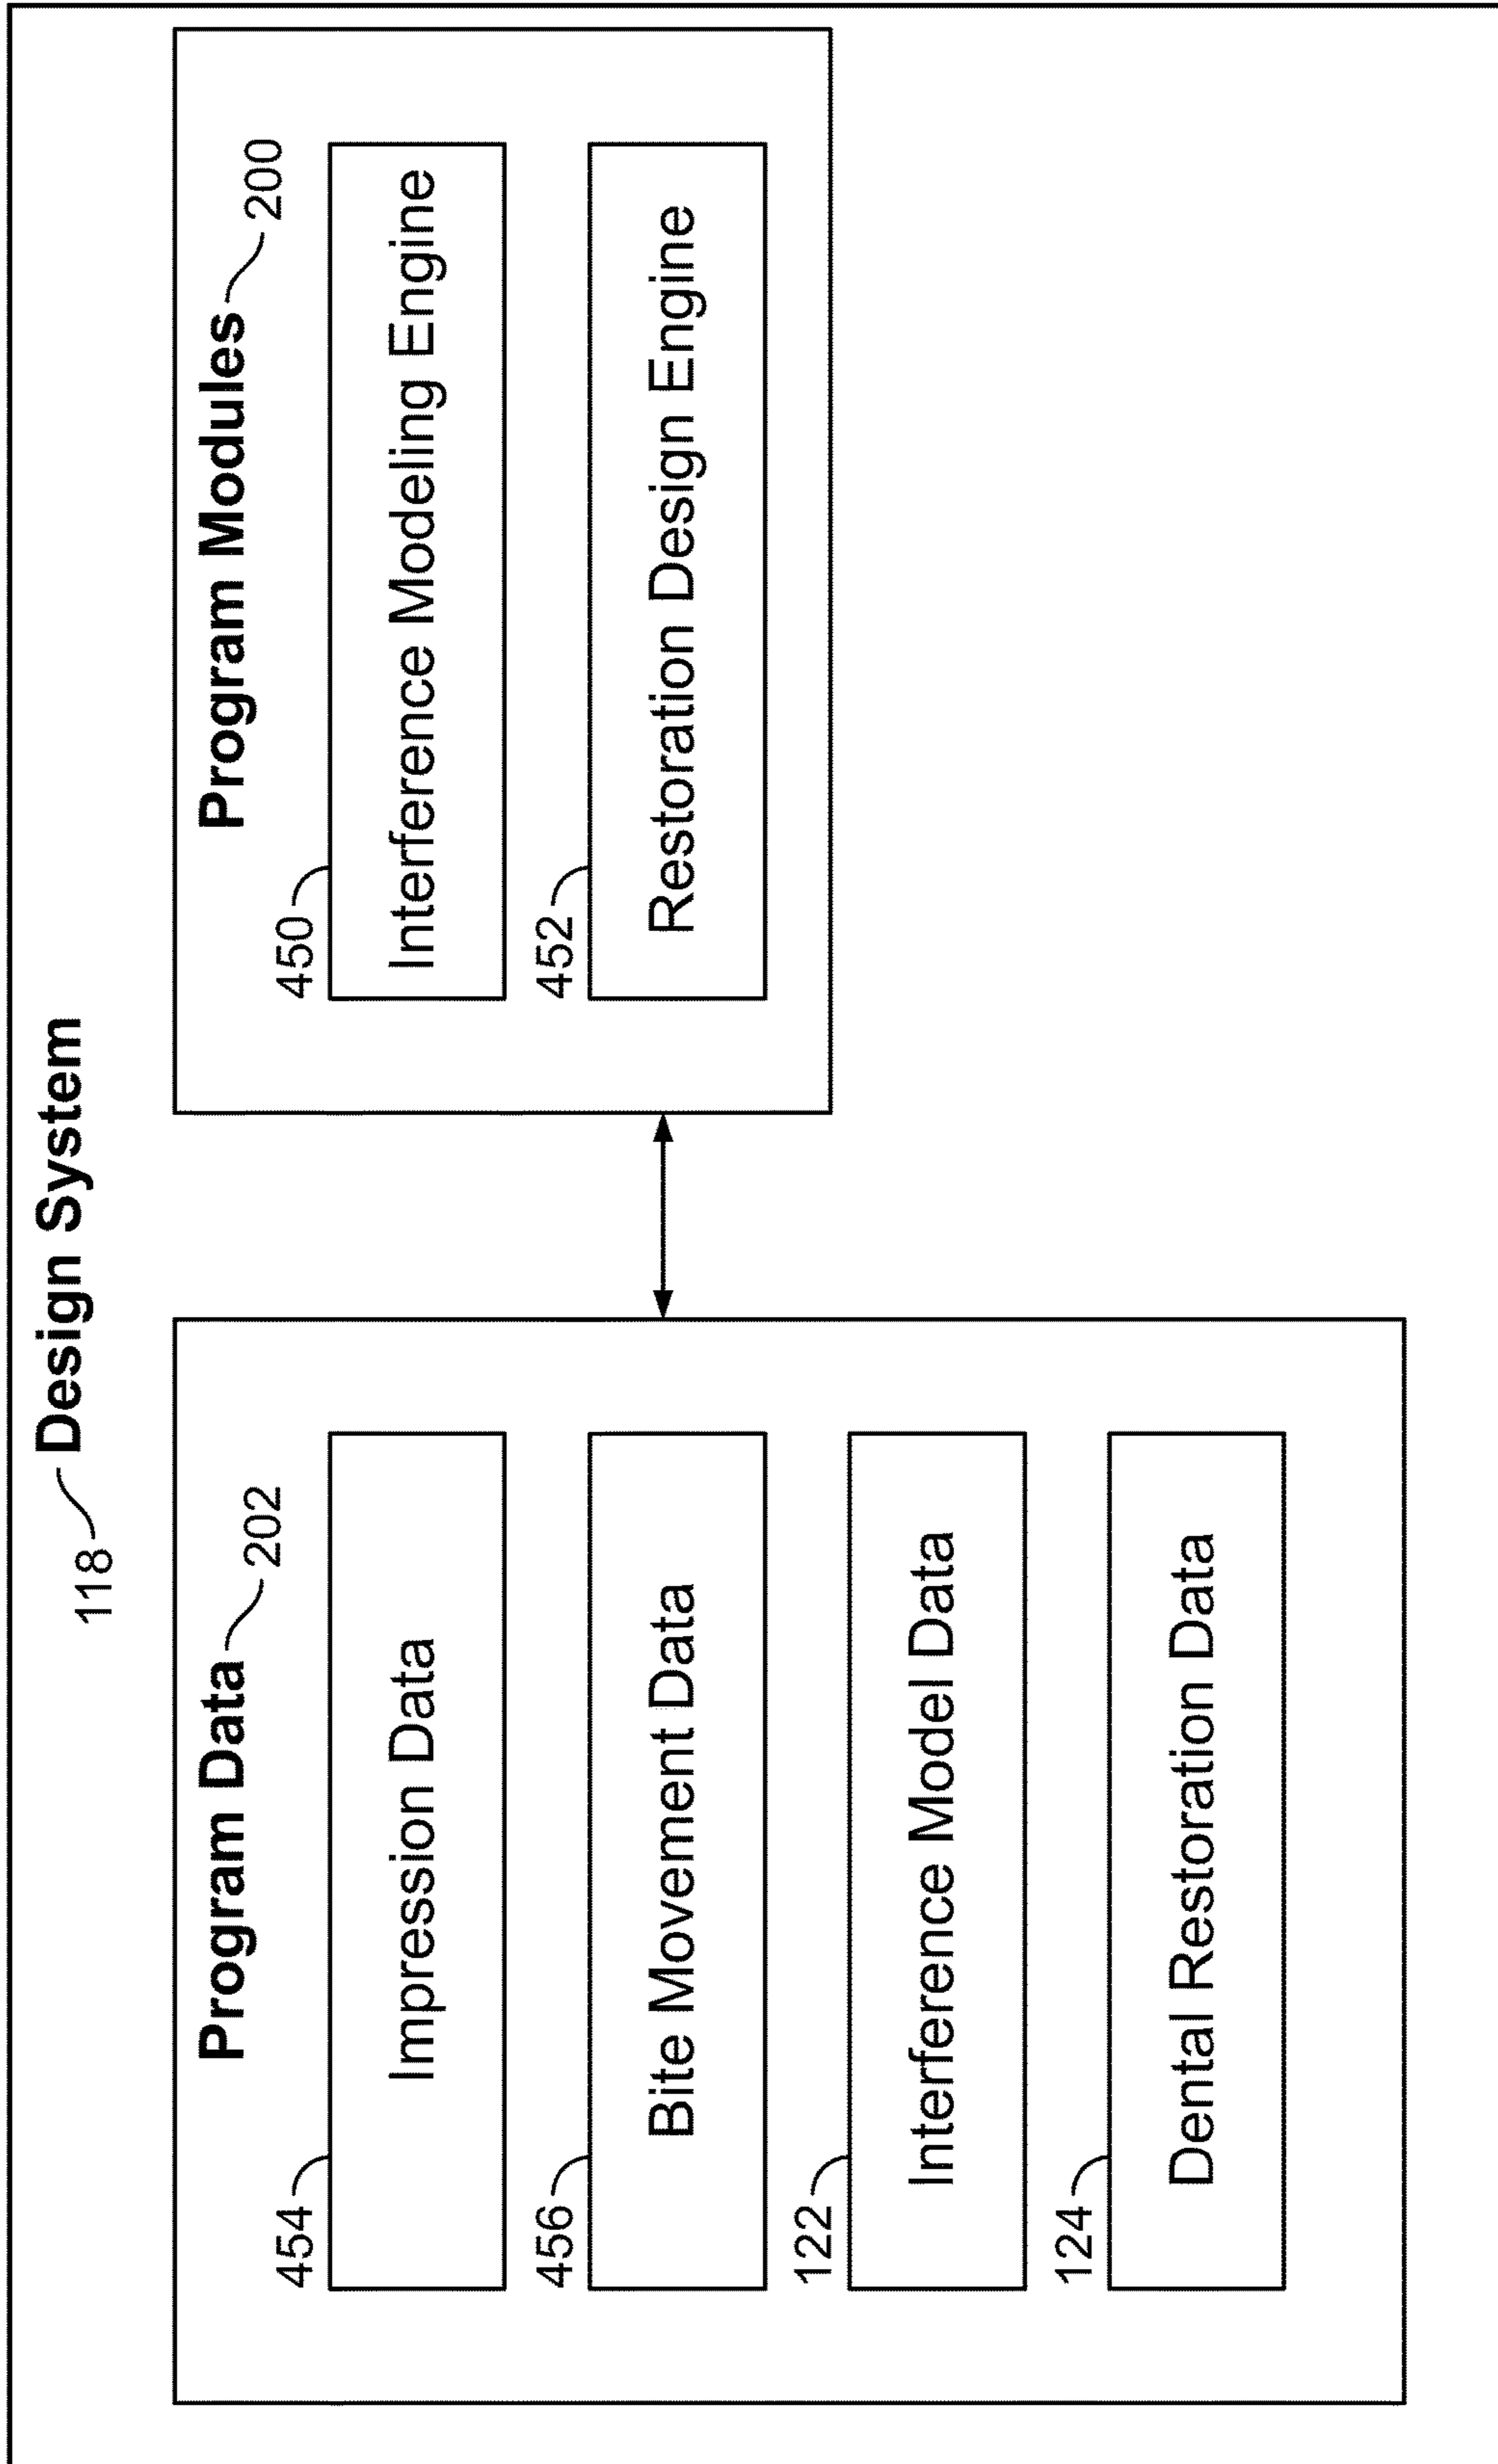 118 Design System
Program Data 202
454
Impression Data
456
Bite Movement Data
122
Interference Model Data
124
Dental Restoration Data
Program Modules 200
450
Interference Modeling Engine
452
Restoration Design Engine